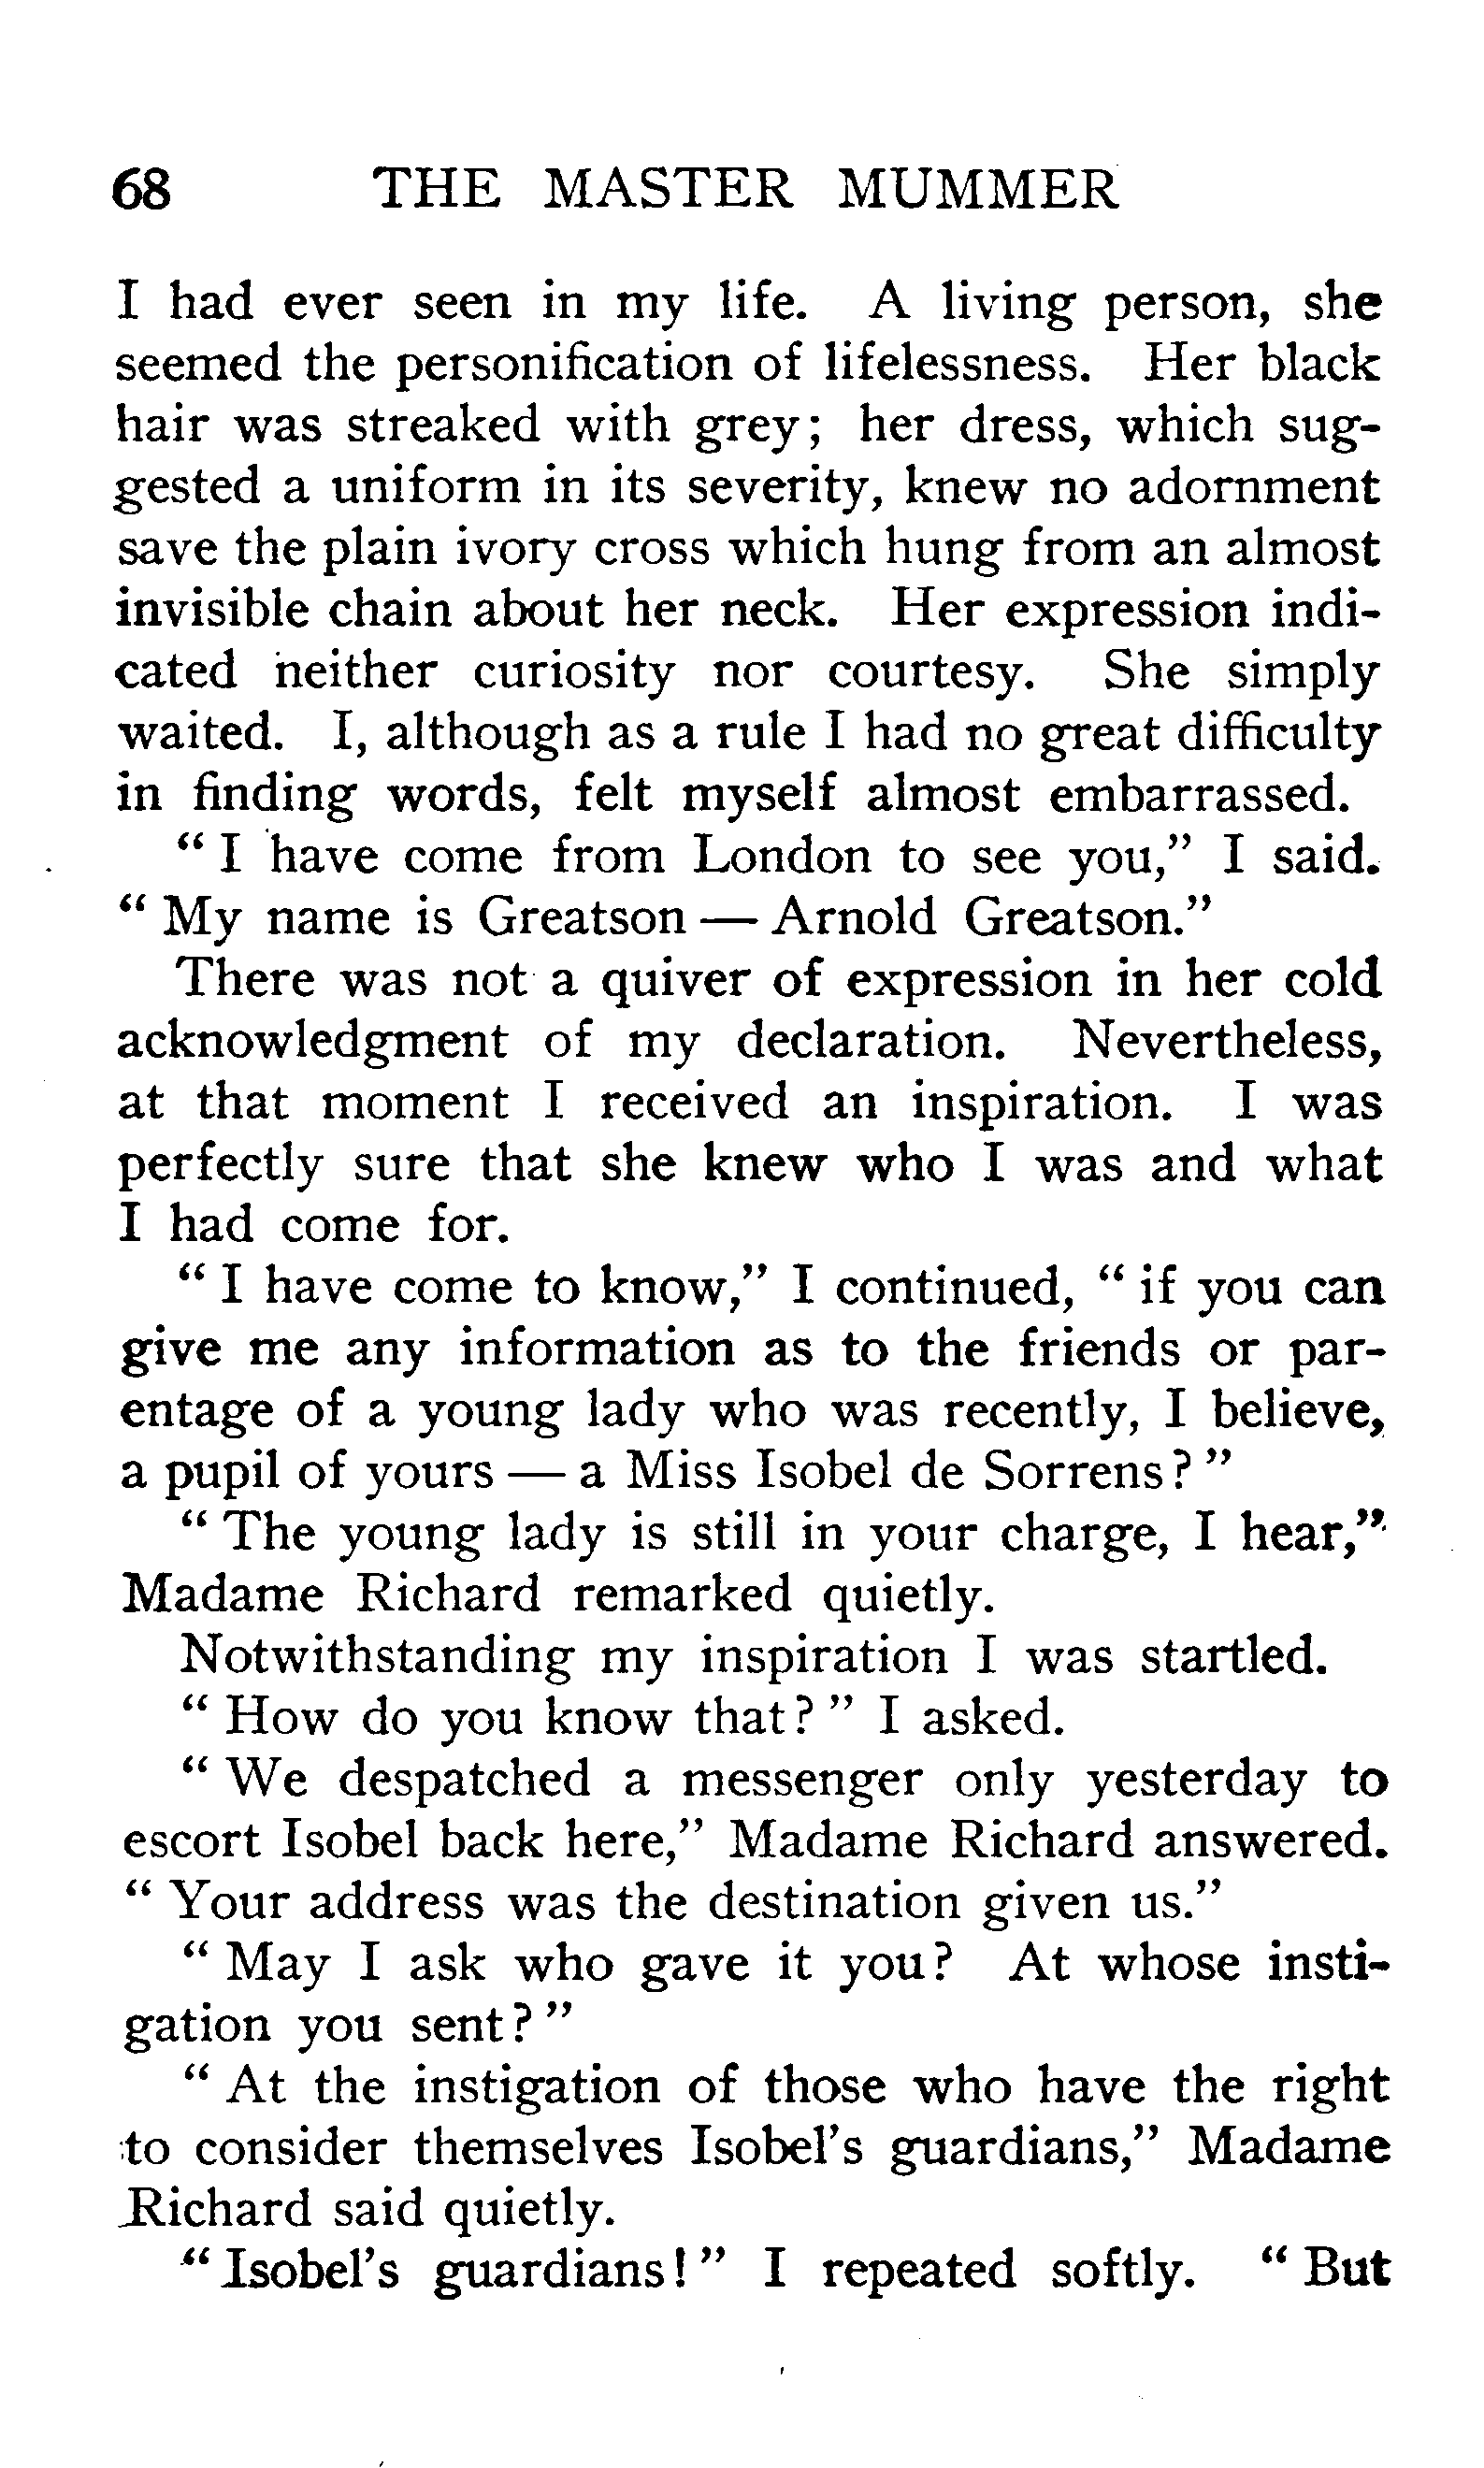 68 THE MASTER MUMMER
I had ever seen in my life. A living person, she
seemed the personification of lifelessness. Her black
hair was streaked with grey; her dress, which sug-
gested a uniform in its severity, knew no adornment
save the plain ivory cross which hung from an almost
invisible chain about her neck. Her expression indi-
cated neither curiosity nor courtesy. She simply
waited. I, although as a rule I had no great difficulty
in finding words, felt myself almost embarrassed.
“ I have come from London to see you,” I said.
“ My name is Greatson — Arnold Greatson.”
There was not a quiver of expression in her cold
acknowledgment of my declaration. Nevertheless,
at that moment I received an inspiration. I was
perfectly sure that she knew who I was and what
I had come for.
“ I have come to know,” I continued, “ if you can
give me any information as to the friends or par-
entage of a young lady who was recently, I believe,
a pupil of yours — a Miss Isobel de Sorrens? ”
“ The young lady is still in your charge, I hear,”
Madame Richard remarked quietly.
Notwithstanding my inspiration I was startled.
“ How do you know that? ” I asked.
“ We despatched a messenger only yesterday to
escort Isobel back here,” Madame Richard answered.
“ Your address was the destination given us.”
“ May I ask who gave it you? At whose insti-
gation you sent? ”
“ At the instigation of those who have the right
to consider themselves Isobel’s guardians,” Madame
Richard said quietly.
“ Isobel’s guardians! ” I repeated softly. “ But